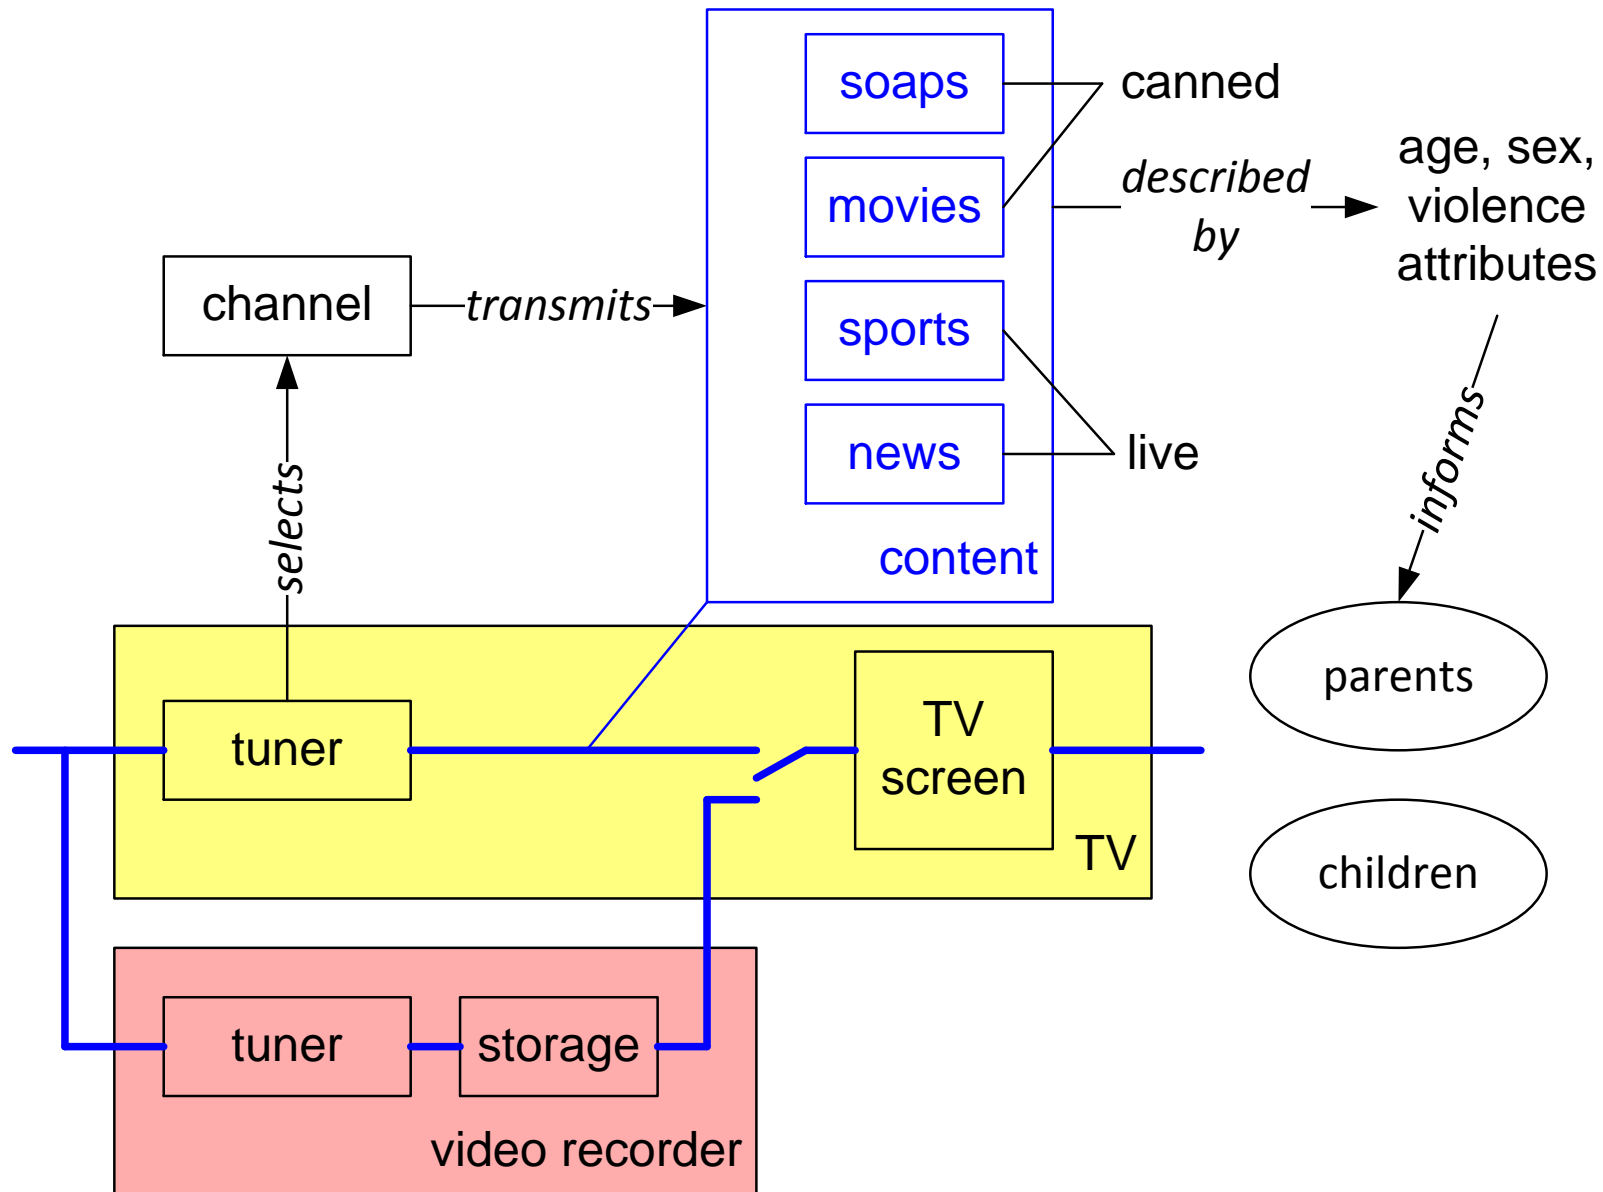 soaps
canned
movies
described
by
age, sex,
violence
attributes
channel
transmits
sports
news
live
content
selects
informs
tuner
TV
screen
TV
parents
children
tuner
storage
video recorder